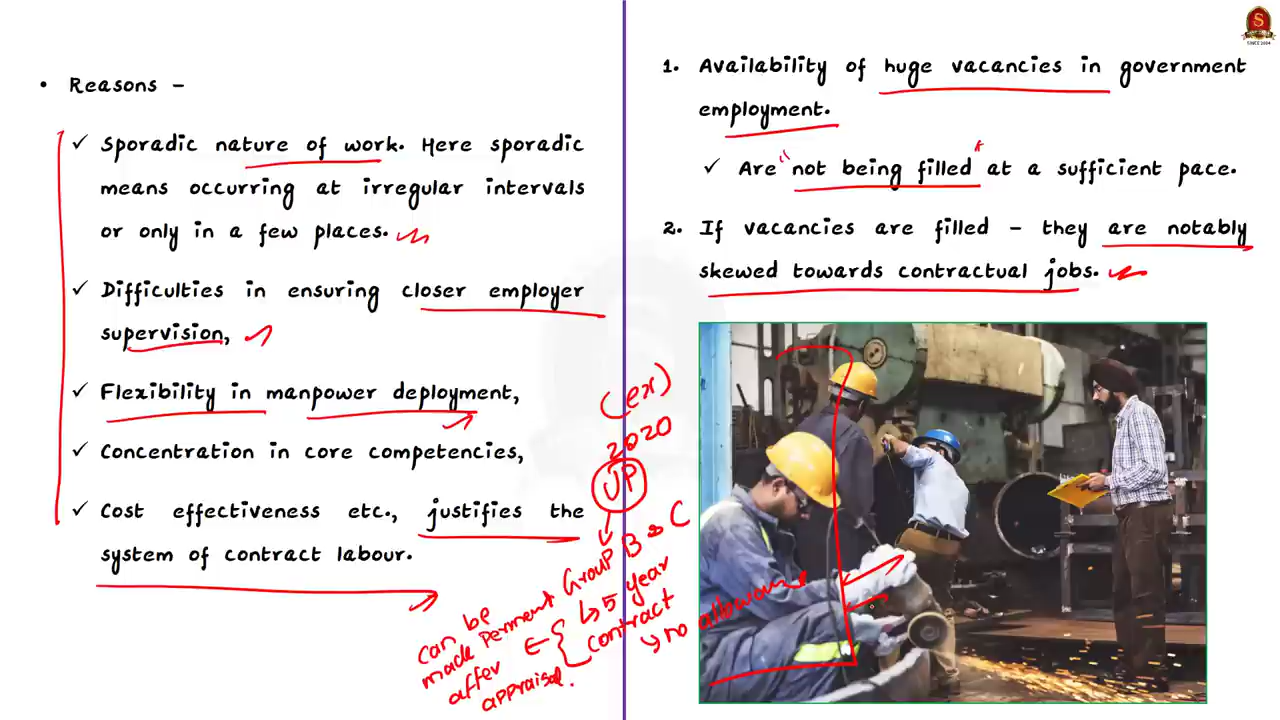 • Reasons –
✓ Sporadic nature of work. Here sporadic
means occurring at irregular intervals
or only in a few places.
✓ Difficulties in ensuring closer employer
supervision,
✓ Flexibility in manpower deployment,
✓ Concentration in core competencies,
✓ Cost effectiveness etc., justifies the
system of contract labour.
1. Availability of huge vacancies in government
employment.
✓ Are "not being filled" at a sufficient pace.
2. If vacancies are filled – they are notably
skewed towards contractual jobs.
(ex)
2020
UP
Group B & C
↳ 5 year
contract
↳ no allowance
can be
made perment
after
appraisal.
S
SINCE 2004